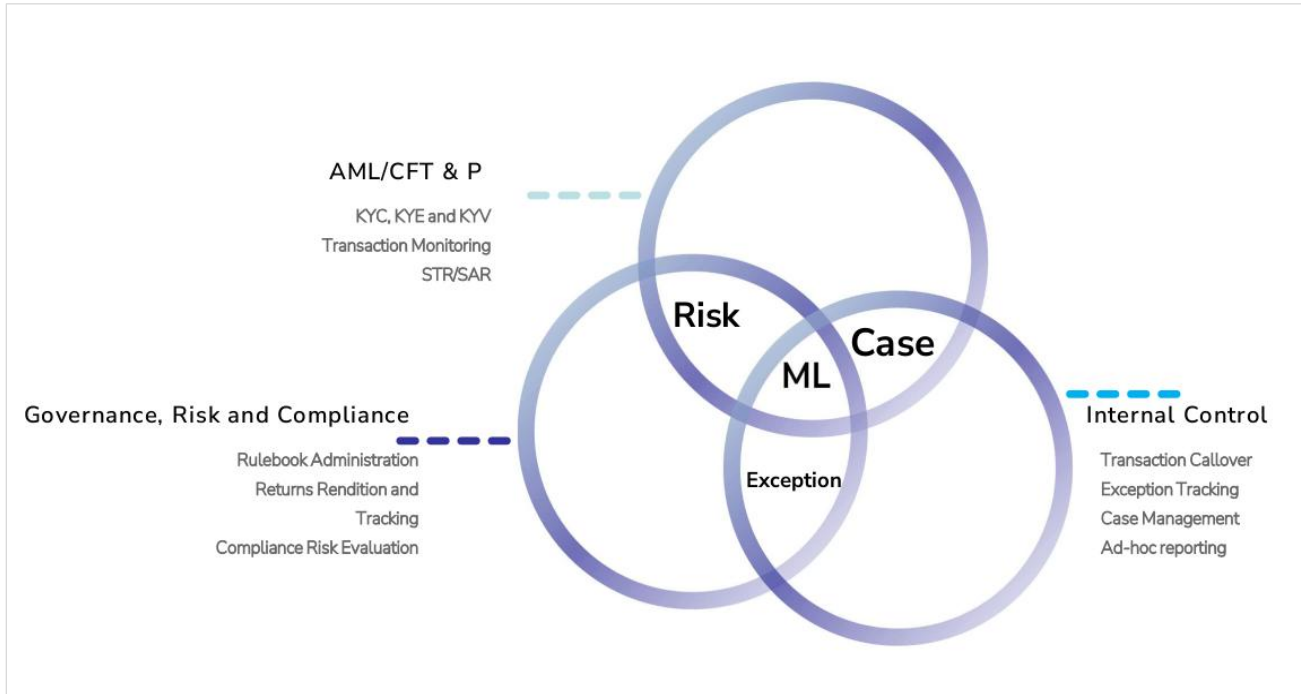 AML/CFT & P
KYC, KYE and KYV
Transaction Monitoring
STR/SAR
Risk
Case
ML
Exception
Governance, Risk and Compliance
Rulebook Administration
Returns Rendition and
Tracking
Compliance Risk Evaluation
Internal Control
Transaction Callover
Exception Tracking
Case Management
Ad-hoc reporting